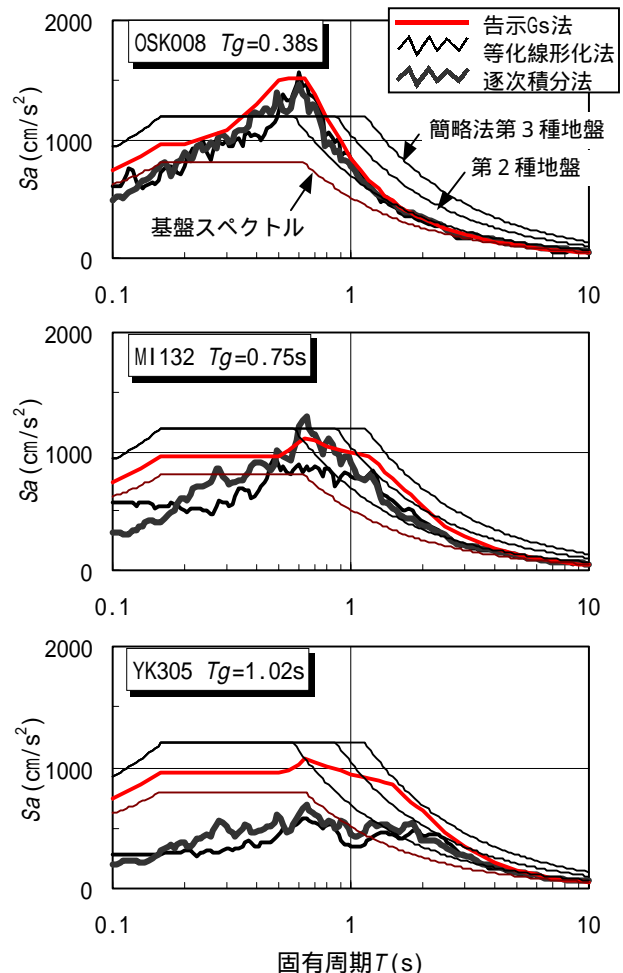 告示Gs法
等化線形化法
逐次積分法
OSK008 Tg=0.38s
簡略法第3種地盤
第2種地盤
基盤スペクトル
2000
1000
0
Sa(㎝/s²)
0.1 1 10
MI132 Tg=0.75s
2000
1000
0
Sa(㎝/s²)
0.1 1 10
YK305 Tg=1.02s
2000
1000
0
Sa(㎝/s²)
0.1 1 10
固有周期T(s)